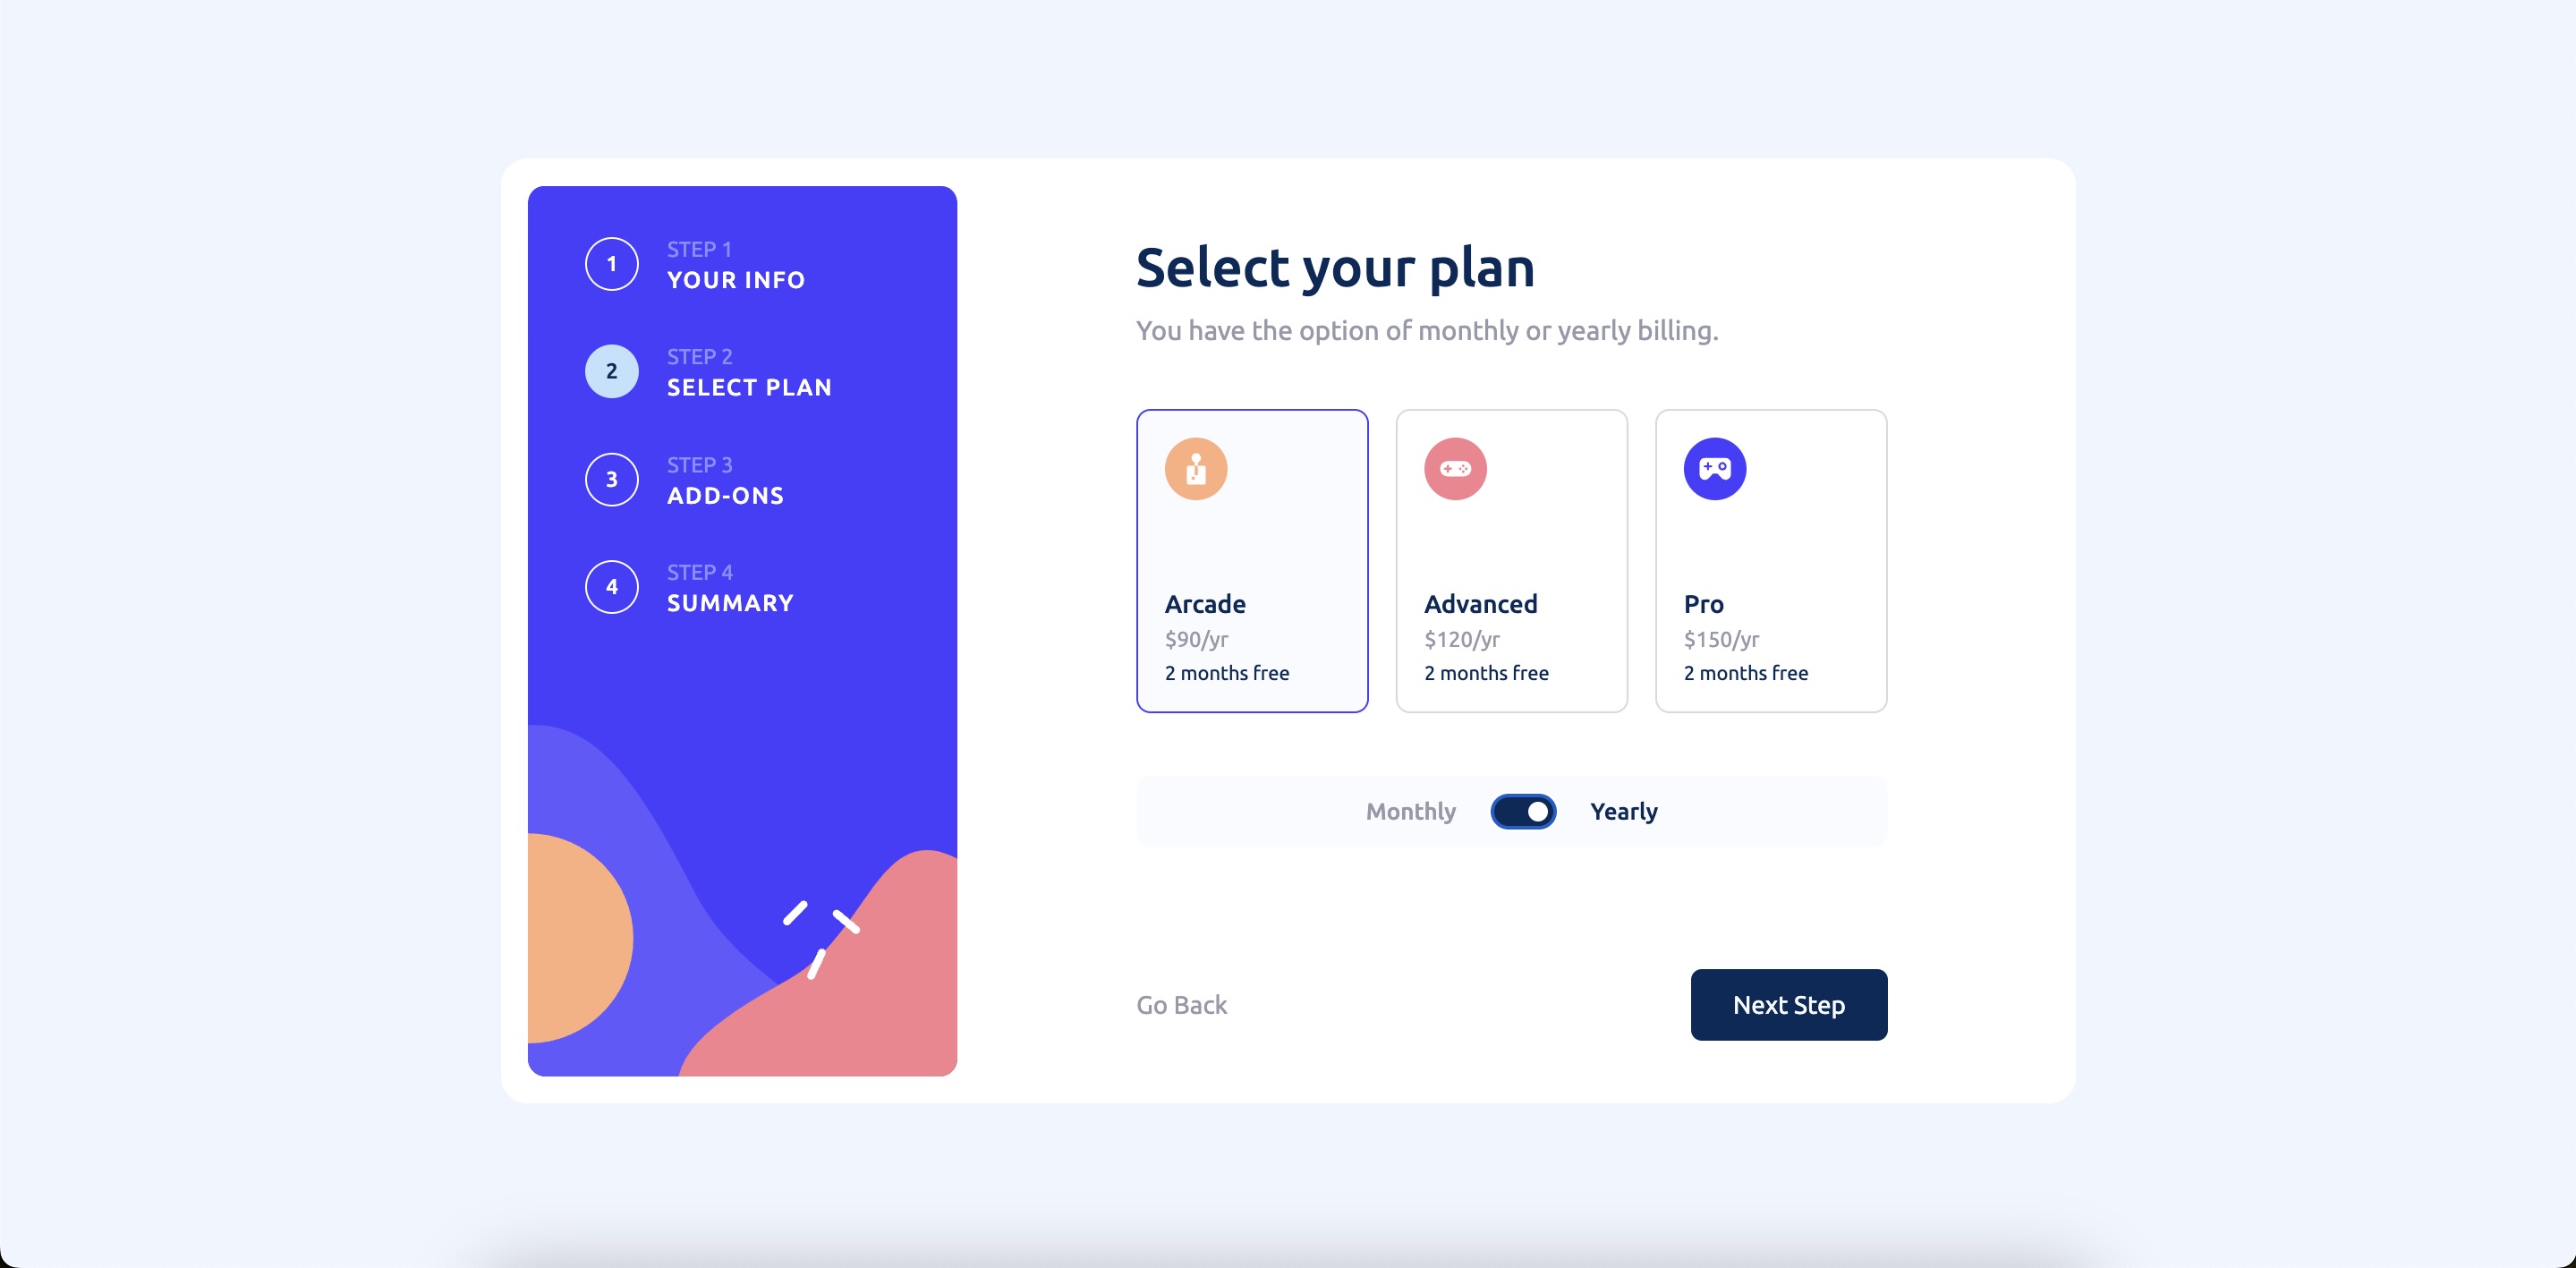 1
STEP 1
YOUR INFO
2
STEP 2
SELECT PLAN
3
STEP 3
ADD-ONS
4
STEP 4
SUMMARY
Select your plan
You have the option of monthly or yearly billing.
Arcade
$90/yr
2 months free
Advanced
$120/yr
2 months free
Pro
$150/yr
2 months free
Monthly
Yearly
Go Back
Next Step